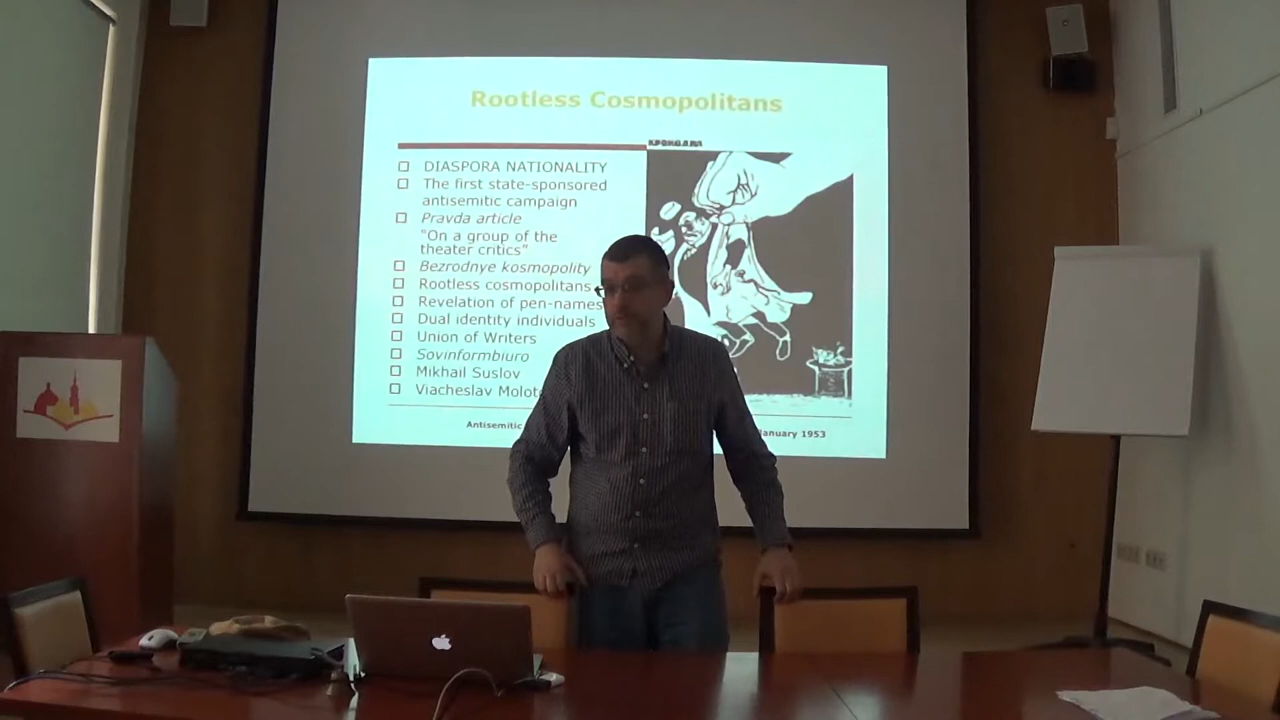 Rootless Cosmopolitans
КРОКОДИЛ
DIASPORA NATIONALITY
The first state-sponsored
antisemitic campaign
Pravda article
"On a group of the
theater critics"
Bezrodnye kosmopolity
Rootless cosmopolitans
Revelation of pen-names
Dual identity individuals
Union of Writers
Sovinformbiuro
Mikhail Suslov
Viacheslav Molot
Antisemitic
January 1953